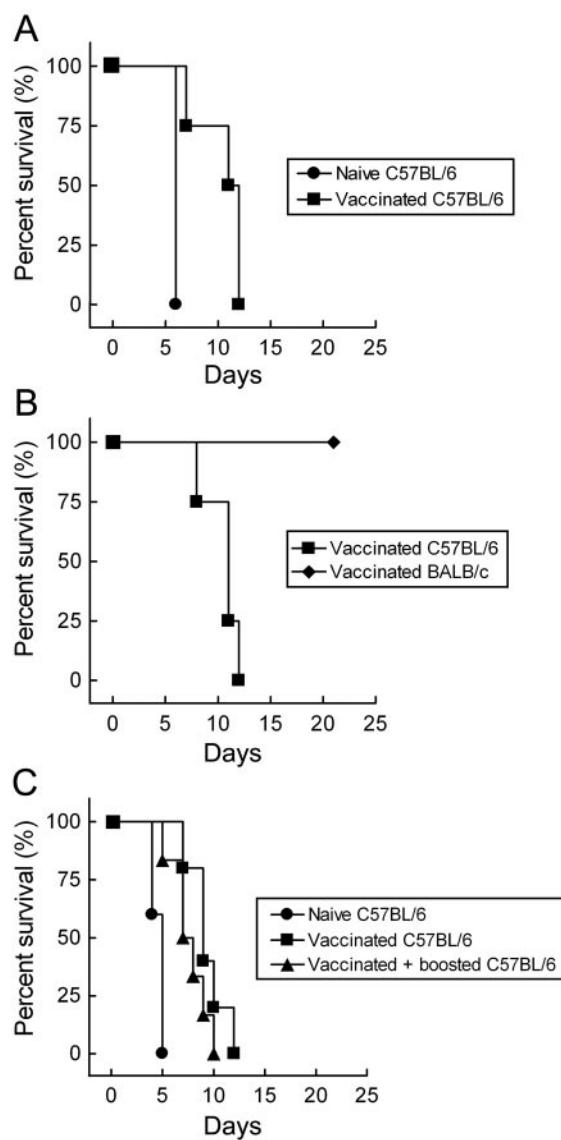 A
Percent survival (%)
100
75
50
25
0
0 5 10 15 20 25
Days
Naive C57BL/6
Vaccinated C57BL/6
B
Percent survival (%)
100
75
50
25
0
0 5 10 15 20 25
Days
Vaccinated C57BL/6
Vaccinated BALB/c
C
Percent survival (%)
100
75
50
25
0
0 5 10 15 20 25
Days
Naive C57BL/6
Vaccinated C57BL/6
Vaccinated + boosted C57BL/6